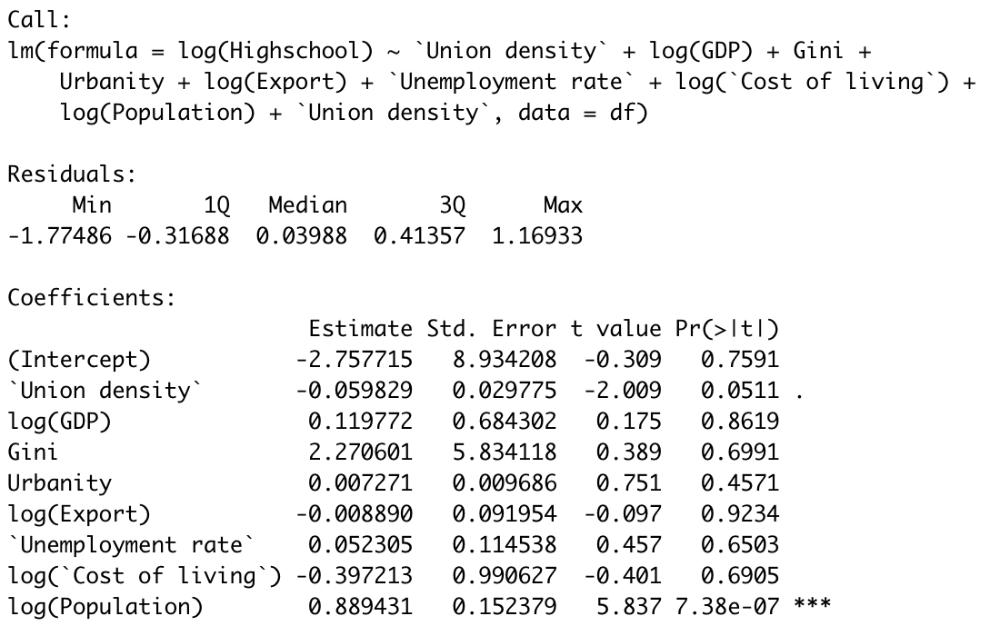 Call:
lm(formula = log(Highschool) ~ `Union density` + log(GDP) + Gini +
    Urbanity + log(Export) + `Unemployment rate` + log(`Cost of living`) +
    log(Population) + `Union density`, data = df)

Residuals:
     Min       1Q   Median       3Q      Max
-1.77486 -0.31688  0.03988  0.41357  1.16933

Coefficients:
                      Estimate Std. Error t value Pr(>|t|)
(Intercept)          -2.757715   8.934208  -0.309   0.7591
`Union density`      -0.059829   0.029775  -2.009   0.0511 .
log(GDP)              0.119772   0.684302   0.175   0.8619
Gini                  2.270601   5.834118   0.389   0.6991
Urbanity              0.007271   0.009686   0.751   0.4571
log(Export)          -0.008890   0.091954  -0.097   0.9234
`Unemployment rate`   0.052305   0.114538   0.457   0.6503
log(`Cost of living`) -0.397213   0.990627  -0.401   0.6905
log(Population)       0.889431   0.152379   5.837 7.38e-07 ***